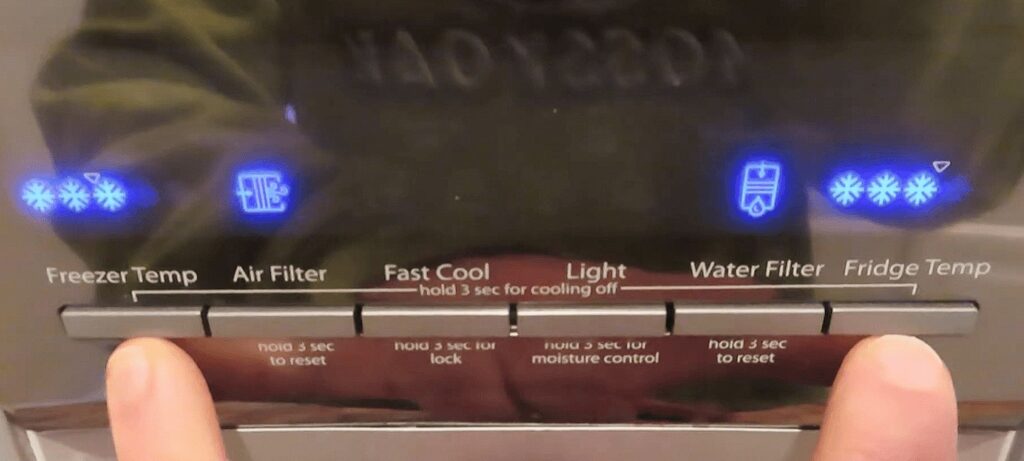 Freezer Temp Air Filter Fast Cool Light Water Filter Fridge Temp
hold 3 sec for cooling off
hold 3 sec hold 3 sec for hold 3 sec for hold 3 sec
to reset lock moisture control to reset